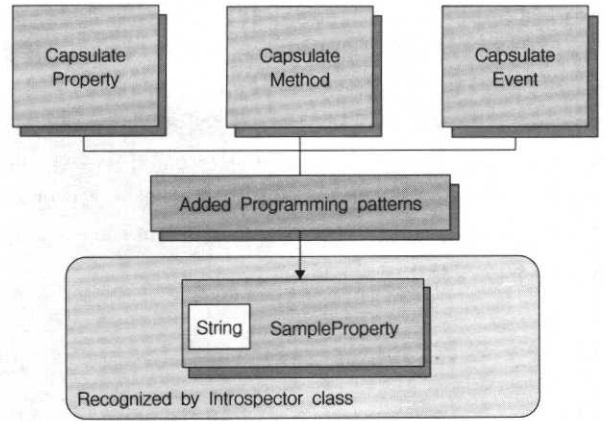 Capsulate
Property
Capsulate
Method
Capsulate
Event
Added Programming patterns
String
SampleProperty
Recognized by Introspector class